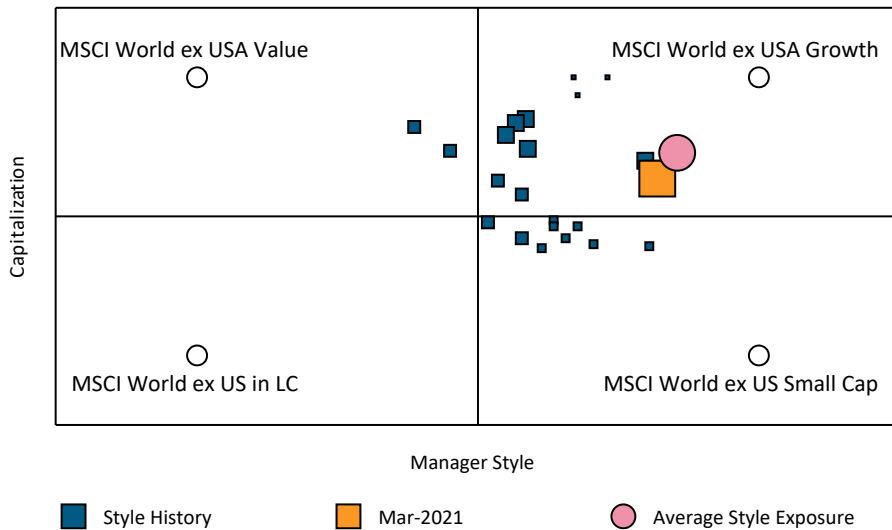 MSCI World ex USA Value
MSCI World ex USA Growth
Capitalization
MSCI World ex US in LC
MSCI World ex US Small Cap
Manager Style
Style History
Mar-2021
Average Style Exposure